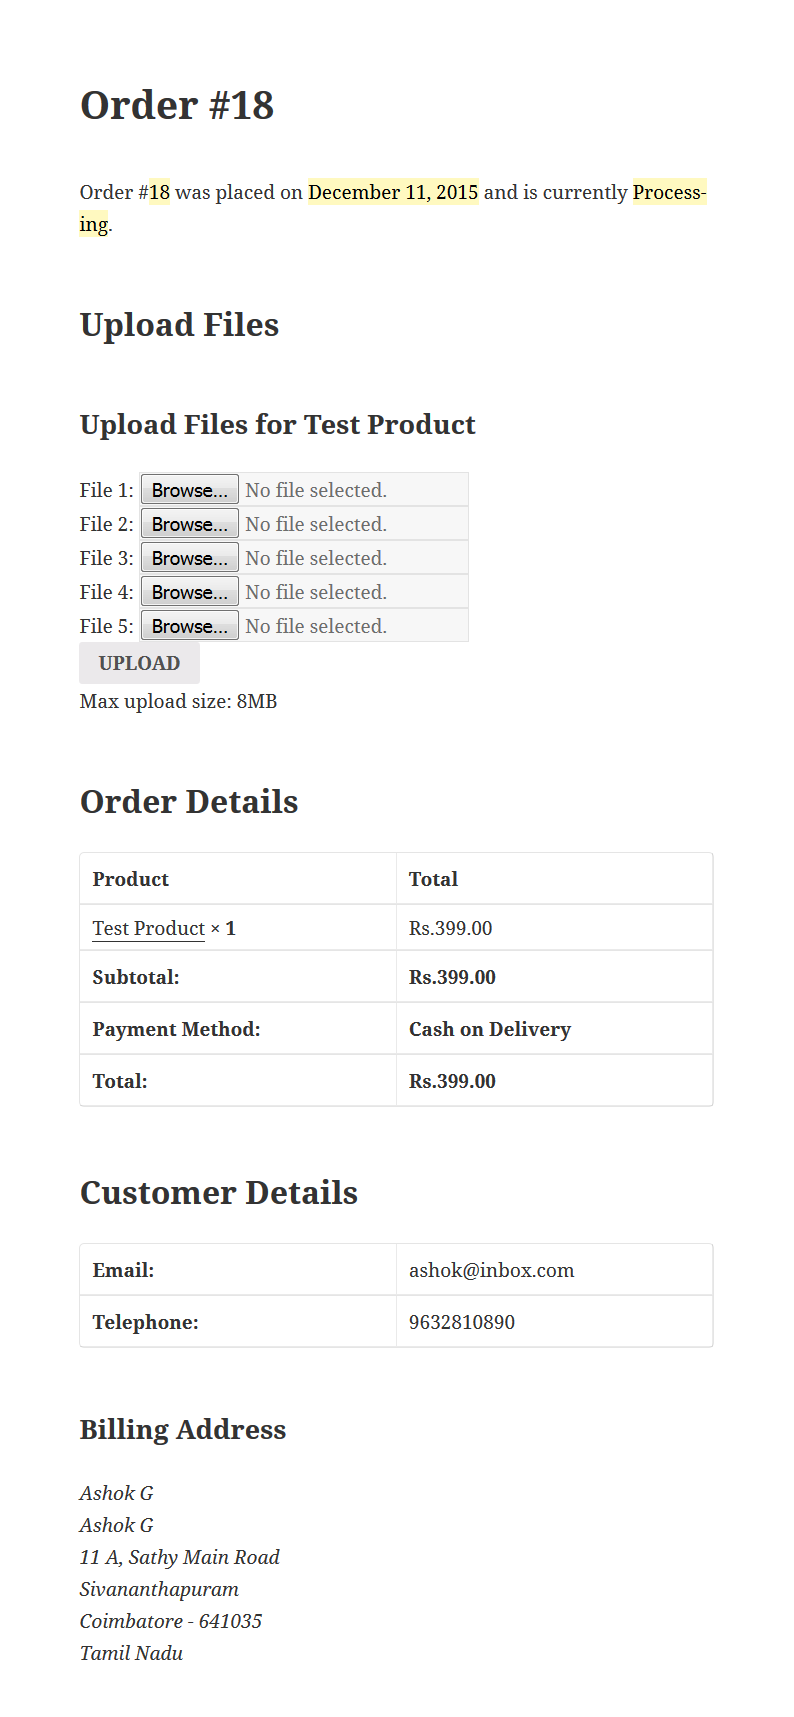 Order #18
Order #18 was placed on December 11, 2015 and is currently Process-
ing.
Upload Files
Upload Files for Test Product
File 1: Browse... No file selected.
File 2: Browse... No file selected.
File 3: Browse... No file selected.
File 4: Browse... No file selected.
File 5: Browse... No file selected.
UPLOAD
Max upload size: 8MB
Order Details
Product Total
Test Product × 1 Rs.399.00
Subtotal: Rs.399.00
Payment Method: Cash on Delivery
Total: Rs.399.00
Customer Details
Email: ashok@inbox.com
Telephone: 9632810890
Billing Address
Ashok G
Ashok G
11 A, Sathy Main Road
Sivananthapuram
Coimbatore - 641035
Tamil Nadu